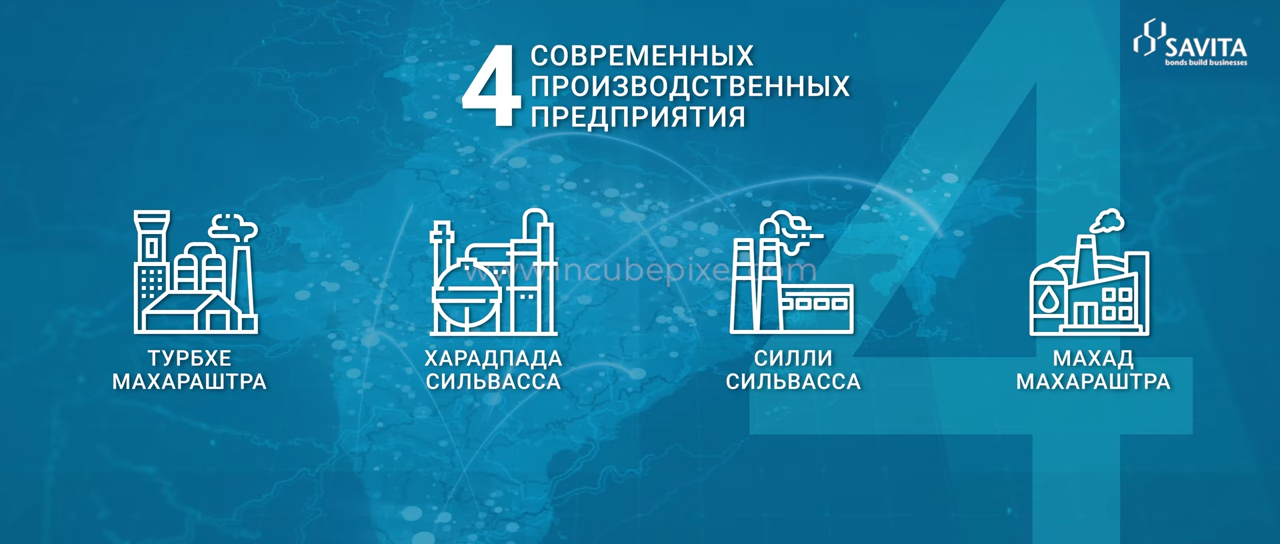 SAVITA
bonds build businesses
4
СОВРЕМЕННЫХ
ПРОИЗВОДСТВЕННЫХ
ПРЕДПРИЯТИЯ
4
www.incubepixel.com
ТУРБХЕ
МАХАРАШТРА
ХАРАДПАДА
СИЛЬВАССА
СИЛЛИ
СИЛЬВАССА
МАХАД
МАХАРАШТРА